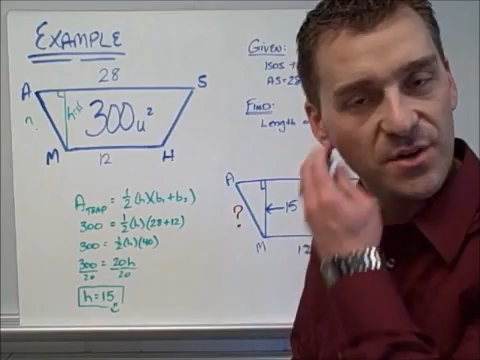 EXAMPLE
28
A S
?
h
300u²
M H
12
A TRAP = ½(h)(b₁+b₂)
300 = ½(h)(28+12)
300 = ½(h)(40)
300/20 = 20h/20
h=15
GIVEN:
ISOS
AS=28
FIND:
LENGTH
A
?
15
M
12